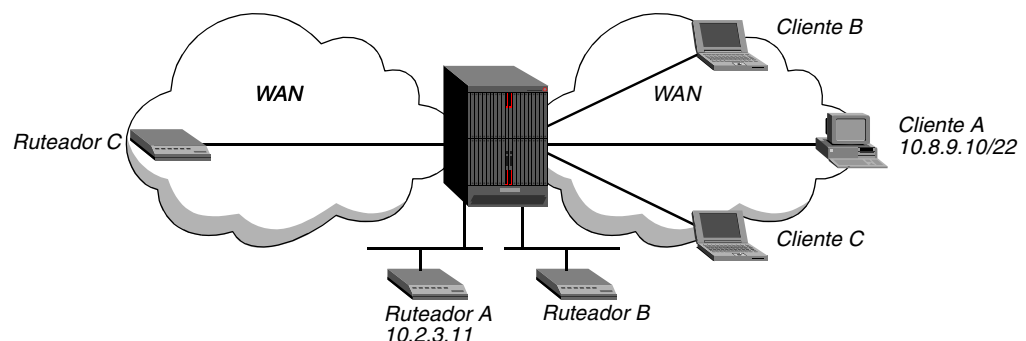 Cliente B
WAN
WAN
Ruteador C
Cliente A
10.8.9.10/22
Cliente C
Ruteador A
10.2.3.11
Ruteador B